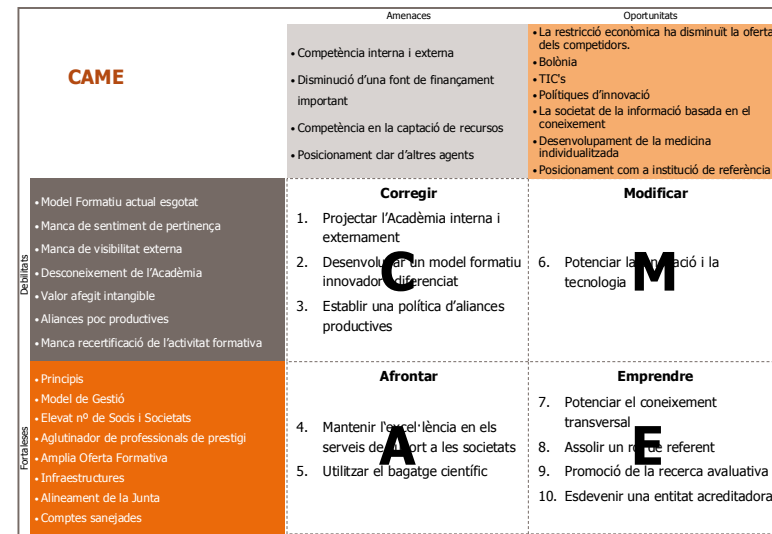 Amenaces
Oportunitats
CAME
• Competència interna i externa
• Disminució d'una font de finançament
important
• Competència en la captació de recursos
• Posicionament clar d'altres agents
• La restricció econòmica ha disminuït la oferta
dels competidors.
• Bolònia
• TIC's
• Polítiques d'innovació
• La societat de la informació basada en el
coneixement
• Desenvolupament de la medicina
individualitzada
• Posicionament com a institució de referència
Debilitats
• Model Formatiu actual esgotat
• Manca de sentiment de pertinença
• Manca de visibilitat externa
• Desconeixement de l'Acadèmia
• Valor afegit intangible
• Aliances poc productives
• Manca recertificació de l'activitat formativa
Corregir
1. Projectar l'Acadèmia interna i
externament
2. Desenvolupar un model formatiu
innovador diferenciat
3. Establir una política d'aliances
productives
C
Modificar
6. Potenciar la innovació i la
tecnologia
M
Fortaleses
• Principis
• Model de Gestió
• Elevat nº de Socis i Societats
• Aglutinador de professionals de prestigi
• Amplia Oferta Formativa
• Infraestructures
• Alineament de la Junta
• Comptes sanejades
Afrontar
4. Mantenir l'excel·lència en els
serveis de suport a les societats
5. Utilitzar el bagatge científic
A
Emprendre
7. Potenciar el coneixement
transversal
8. Assolir un rol de referent
9. Promoció de la recerca avaluativa
10. Esdevenir una entitat acreditadora
E